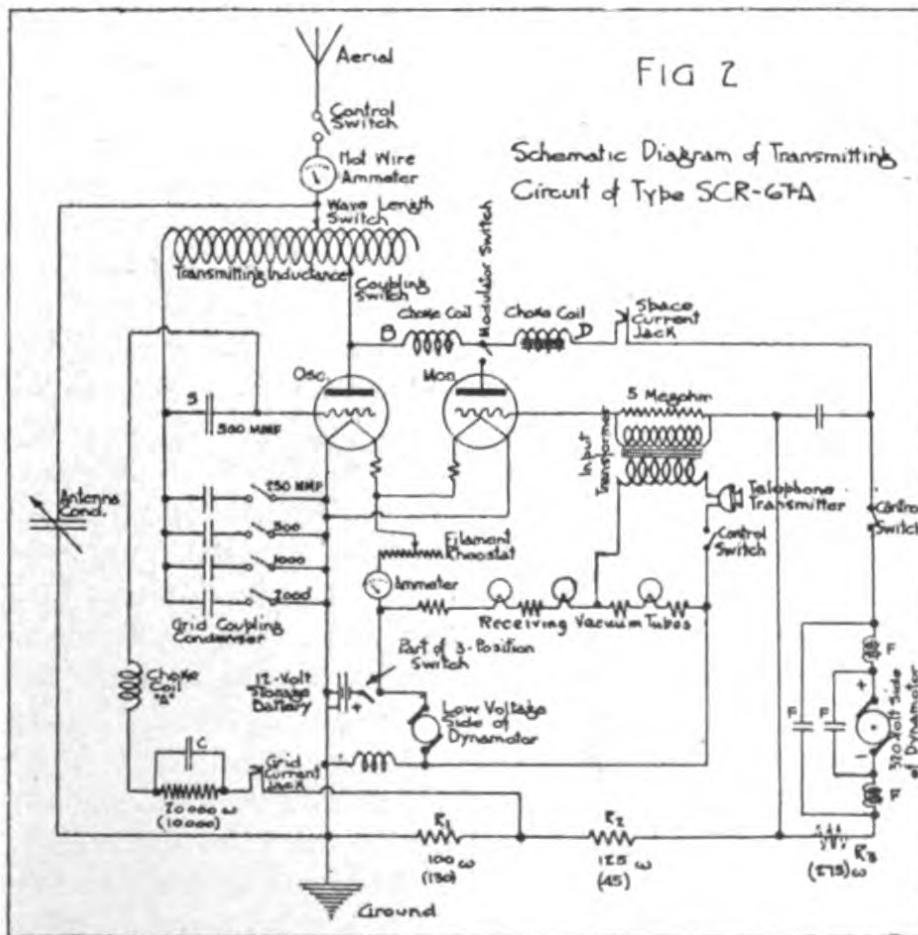 FIG 2
Schematic Diagram of Transmitting
Circuit of Type SCR-67A
Aerial
Control
Switch
Hot Wire
Ammeter
Wave Length
Switch
Transmitting Inductance
Coupling
Switch
Modulator Switch
Choke Coil
Choke Coil
B
D
Space
Current
Jack
Osc.
Mod.
5 Megohm
S
500 MMF
Input
Transformer
Telephone
Transmitter
Control
Switch
Control
Switch
Antenna
Cond.
250 MMF
500
1000
2000
Grid Coupling
Condenser
Filament
Rheostat
Ammeter
Receiving Vacuum Tubes
Part of 3-Position
Switch
12-Volt
Storage
Battery
+
Low Voltage
Side of
Dynamotor
Choke
Coil
"A"
C
20000 ω
(10000)
Grid
Current
Jack
F
F
F
F
+
-
320 Volt Side
of Dynamotor
R1
100 ω
(130)
R2
125 ω
(45)
R3
(275) ω
Ground